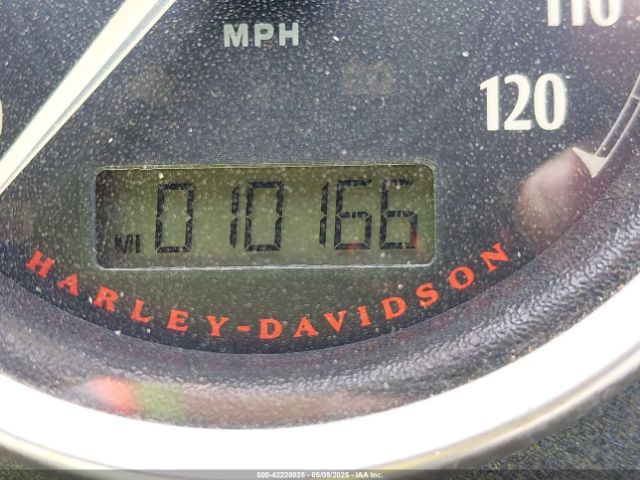 110
MPH
120
MI 010166
HARLEY-DAVIDSON
000-42228025 - 05/09/2025 - IAA Inc.